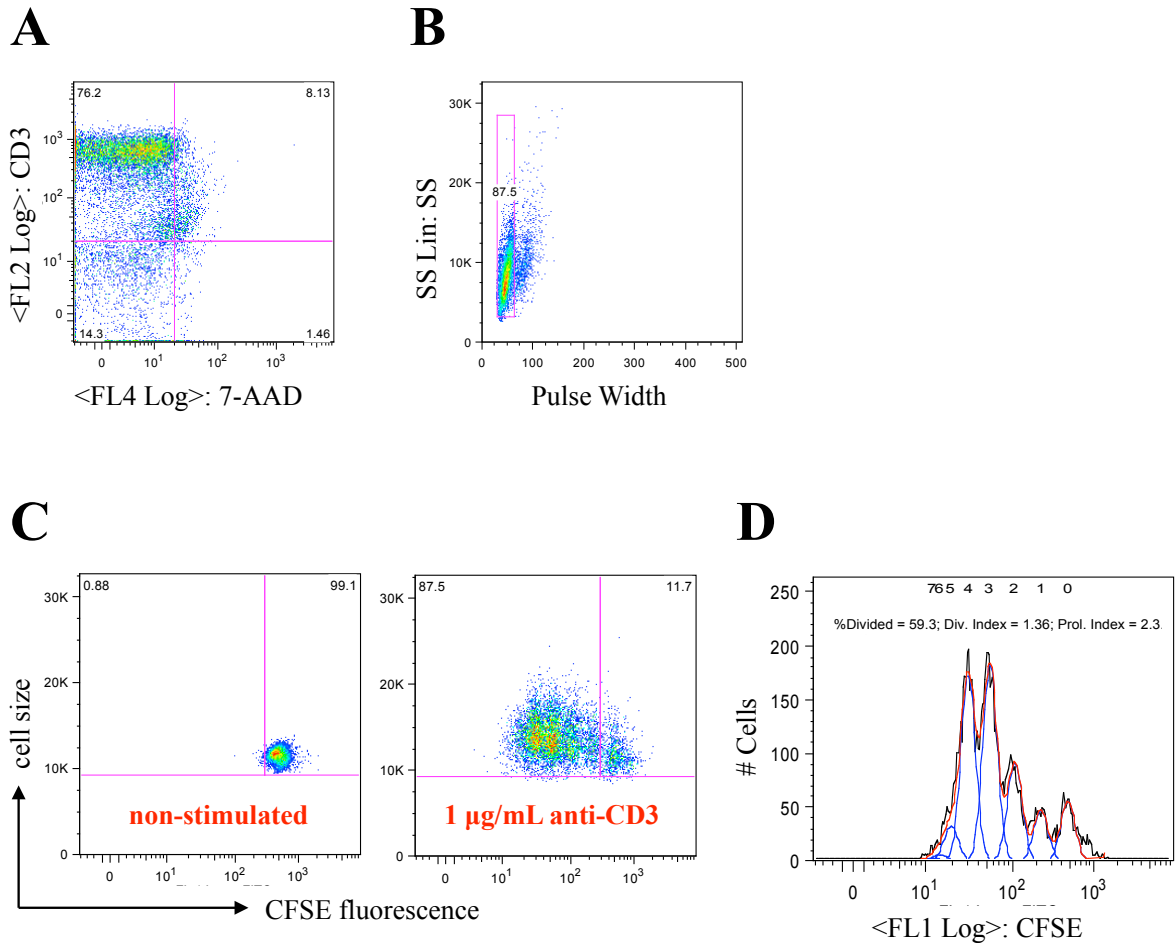 A
76.2
8.13
10³
10²
10¹
0
14.3
1.46
0
10¹
10²
10³
<FL2 Log>: CD3
<FL4 Log>: 7-AAD
B
30K
20K
10K
0
87.5
0
100
200
300
400
500
SS Lin: SS
Pulse Width
C
0.88
99.1
30K
20K
10K
0
non-stimulated
0
10¹
10²
10³
cell size
87.5
11.7
30K
20K
10K
0
1 µg/mL anti-CD3
0
10¹
10²
10³
CFSE fluorescence
D
250
200
150
100
50
0
7 6 5 4 3 2 1 0
%Divided = 59.3; Div. Index = 1.36; Prol. Index = 2.3
0
10¹
10²
10³
# Cells
<FL1 Log>: CFSE